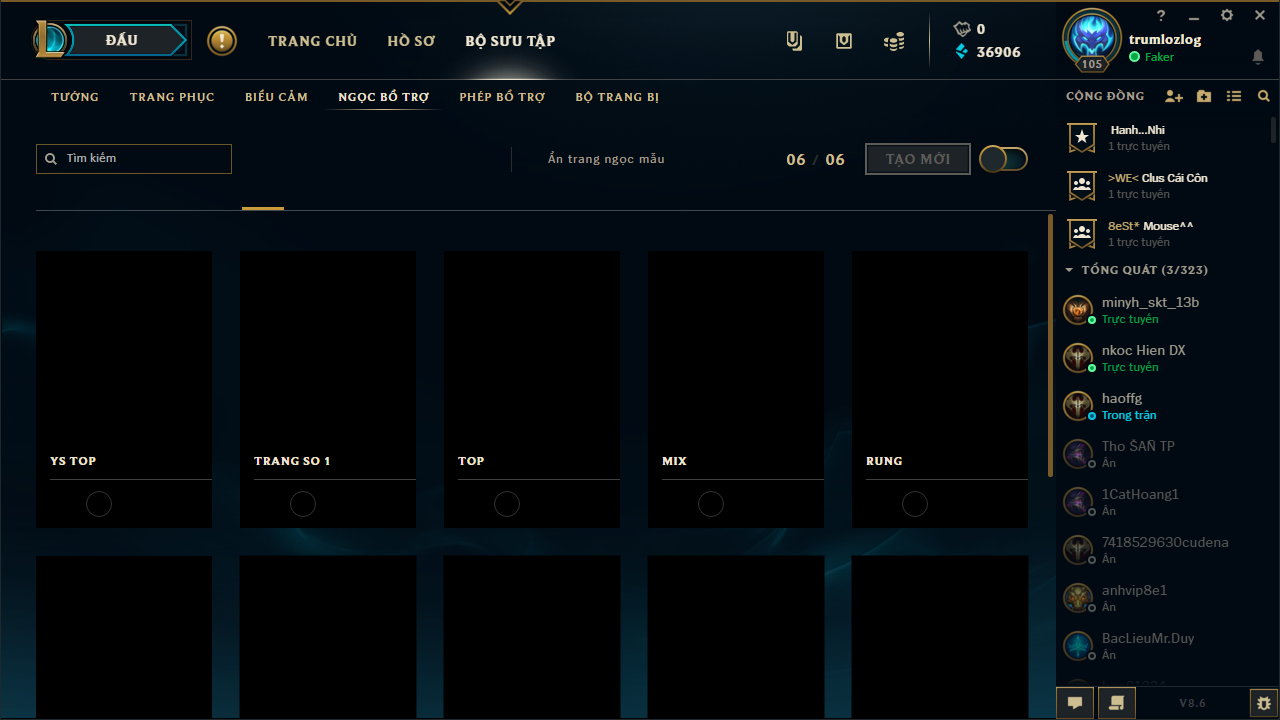 ĐẤU
TRANG CHỦ
HỒ SƠ
BỘ SƯU TẬP
0
36906
?
105
trumlozlog
Faker
TƯỚNG
TRANG PHỤC
BIỂU CẢM
NGỌC BỔ TRỢ
PHÉP BỔ TRỢ
BỘ TRANG BỊ
CỘNG ĐỒNG
Tìm kiếm
Ẩn trang ngọc mẫu
06 / 06
TẠO MỚI
YS TOP
TRANG SO 1
TOP
MIX
RUNG
Hanh...Nhi
1 trực tuyến
>WE< Clus Cái Côn
1 trực tuyến
8eSt* Mouse^^
1 trực tuyến
TỔNG QUÁT (3/323)
minyh_skt_13b
Trực tuyến
nkoc Hien DX
Trực tuyến
haoffg
Trong trận
Tho SĂN TP
Ẩn
1CatHoang1
Ẩn
7418529630cudena
Ẩn
anhvip8e1
Ẩn
BacLieuMr.Duy
Ẩn
V8.6